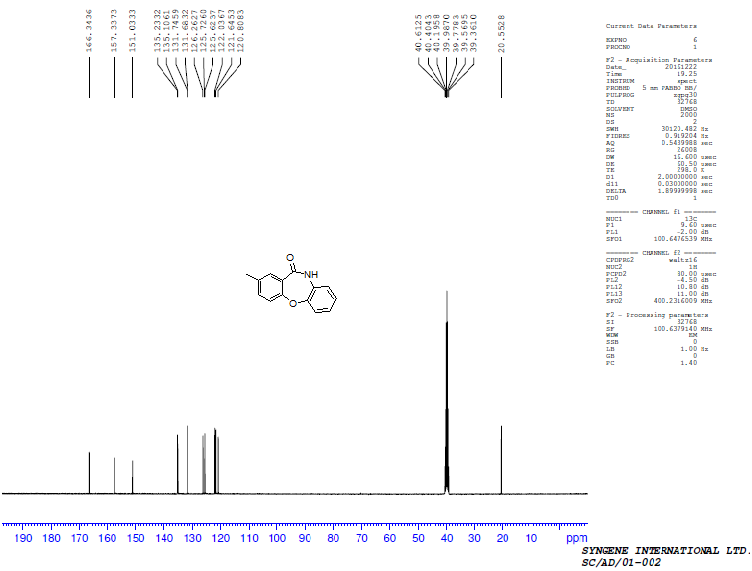 166.3436
157.3373
151.0333
135.2332
135.1061
131.7459
131.6832
126.2627
125.7260
125.6237
122.0367
121.6453
120.8083
40.6125
40.4043
40.1958
39.9870
39.7783
39.5695
39.3610
20.5528
Current Data Parameters
EXPNO 6
PROCNO 1
F2 - Acquisition Parameters
Date_ 20151222
Time 19.25
INSTRUM spect
PROBHD 5 mm PABBO BB/
PULPROG zgpg30
TD 32768
SOLVENT DMSO
NS 2000
DS 2
SWH 30120.482 Hz
FIDRES 0.919204 Hz
AQ 0.5439988 sec
RG 26008
DW 16.600 usec
DE 50.50 usec
TE 298.0 K
D1 2.00000000 sec
d11 0.03000000 sec
DELTA 1.89999998 sec
TD0 1
======== CHANNEL f1 ========
NUC1 13C
P1 9.60 usec
PL1 -2.00 dB
SFO1 100.6476539 MHz
======== CHANNEL f2 ========
CPDPRG2 waltz16
NUC2 1H
PCPD2 80.00 usec
PL2 -4.50 dB
PL12 10.80 dB
PL13 11.00 dB
SFO2 400.2316009 MHz
F2 - Processing parameters
SI 32768
SF 100.6379140 MHz
WDW EM
SSB 0
LB 1.00 Hz
GB 0
PC 1.40
O
NH
O
190 180 170 160 150 140 130 120 110 100 90 80 70 60 50 40 30 20 10 ppm
SYNGENE INTERNATIONAL LTD.
SC/AD/01-002